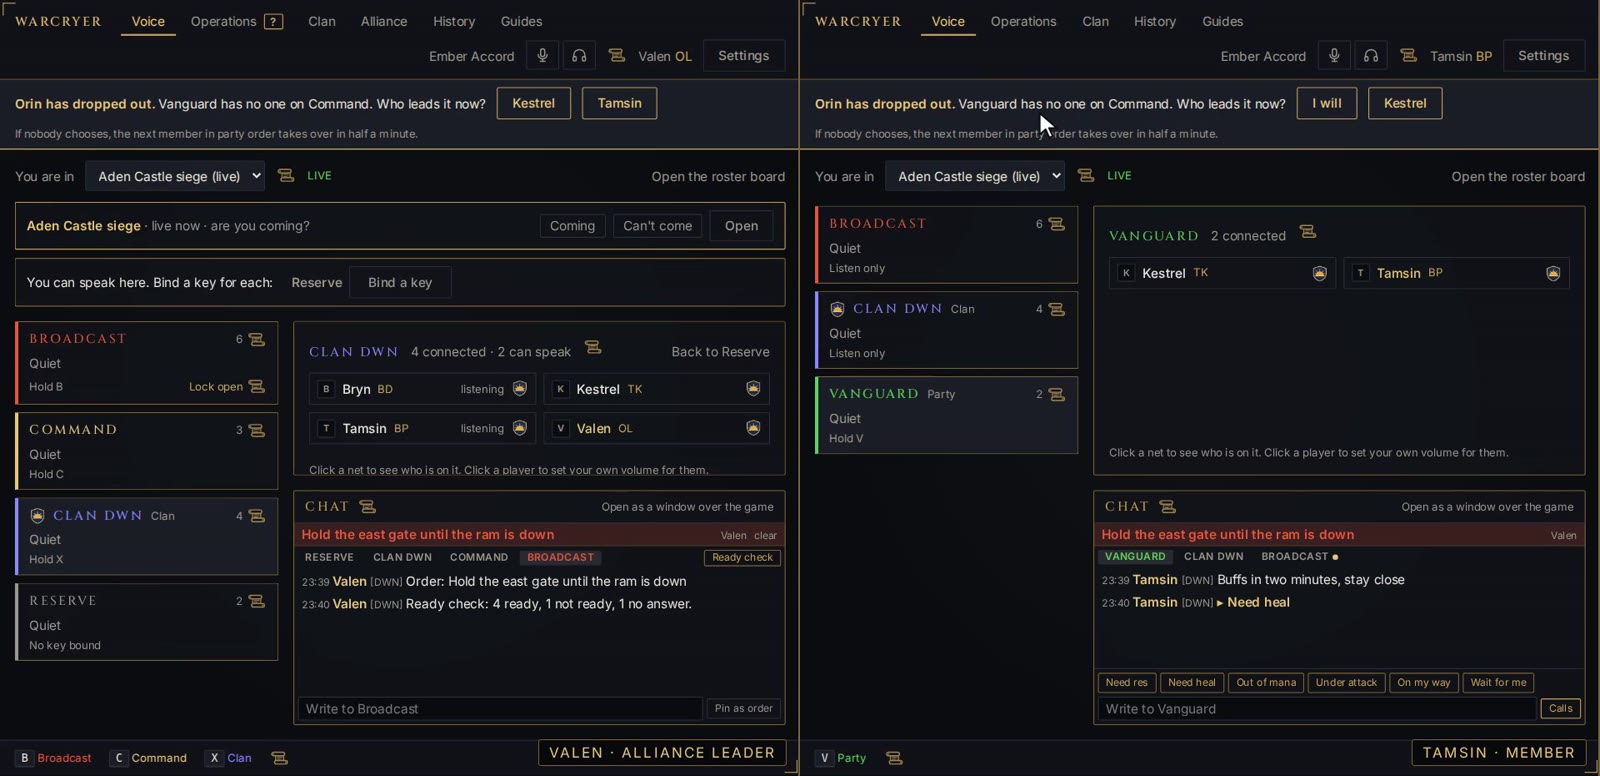 WARCRYER Voice Operations ? Clan Alliance History Guides
Ember Accord Valen OL Settings
Orin has dropped out. Vanguard has no one on Command. Who leads it now? Kestrel Tamsin
If nobody chooses, the next member in party order takes over in half a minute.
You are in Aden Castle siege (live) LIVE Open the roster board
Aden Castle siege · live now · are you coming? Coming Can't come Open
You can speak here. Bind a key for each: Reserve Bind a key
BROADCAST 6
Quiet
Hold B Lock open
COMMAND 3
Quiet
Hold C
CLAN DWN Clan 4
Quiet
Hold X
RESERVE 2
Quiet
No key bound
CLAN DWN 4 connected · 2 can speak Back to Reserve
B Bryn BD listening K Kestrel TK
T Tamsin BP listening V Valen OL
Click a net to see who is on it. Click a player to set your own volume for them.
CHAT Open as a window over the game
Hold the east gate until the ram is down Valen clear
RESERVE CLAN DWN COMMAND BROADCAST Ready check
23:39 Valen [DWN] Order: Hold the east gate until the ram is down
23:40 Valen [DWN] Ready check: 4 ready, 1 not ready, 1 no answer.
Write to Broadcast Pin as order
B Broadcast C Command X Clan VALEN · ALLIANCE LEADER
WARCRYER Voice Operations Clan History Guides
Ember Accord Tamsin BP Settings
Orin has dropped out. Vanguard has no one on Command. Who leads it now? I will Kestrel
If nobody chooses, the next member in party order takes over in half a minute.
You are in Aden Castle siege (live) LIVE Open the roster board
BROADCAST 6
Quiet
Listen only
CLAN DWN Clan 4
Quiet
Listen only
VANGUARD Party 2
Quiet
Hold V
VANGUARD 2 connected
K Kestrel TK T Tamsin BP
Click a net to see who is on it. Click a player to set your own volume for them.
CHAT Open as a window over the game
Hold the east gate until the ram is down Valen
VANGUARD CLAN DWN BROADCAST
23:39 Tamsin [DWN] Buffs in two minutes, stay close
23:40 Tamsin [DWN] ▸ Need heal
Need res Need heal Out of mana Under attack On my way Wait for me
Write to Vanguard Calls
V Party TAMSIN · MEMBER